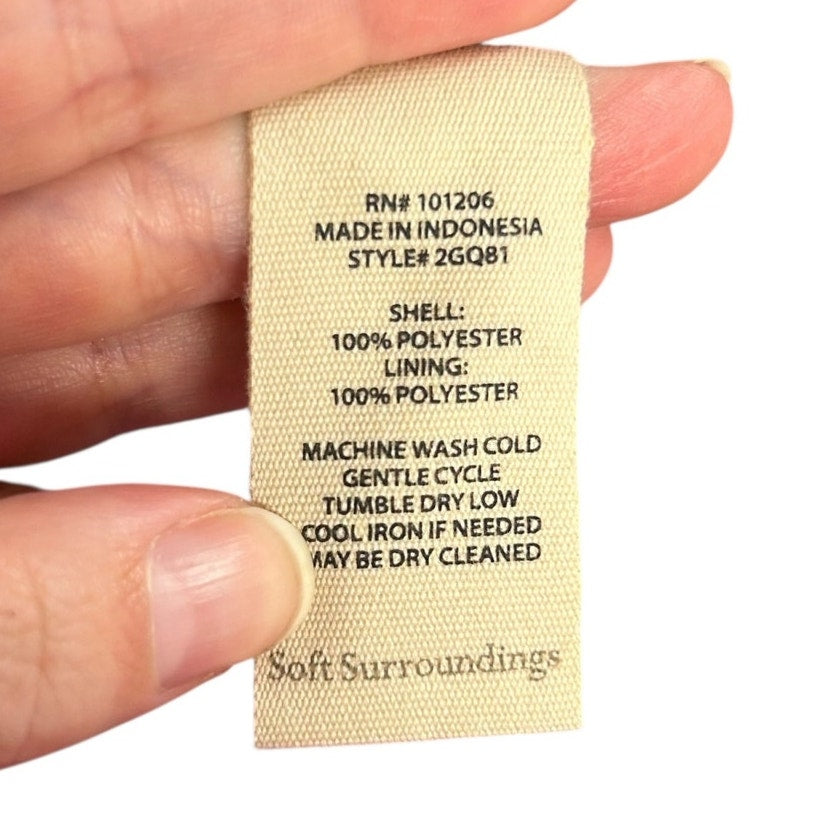 RN# 101206
MADE IN INDONESIA
STYLE# 2GQ81
SHELL:
100% POLYESTER
LINING:
100% POLYESTER
MACHINE WASH COLD
GENTLE CYCLE
TUMBLE DRY LOW
COOL IRON IF NEEDED
MAY BE DRY CLEANED
Soft Surroundings